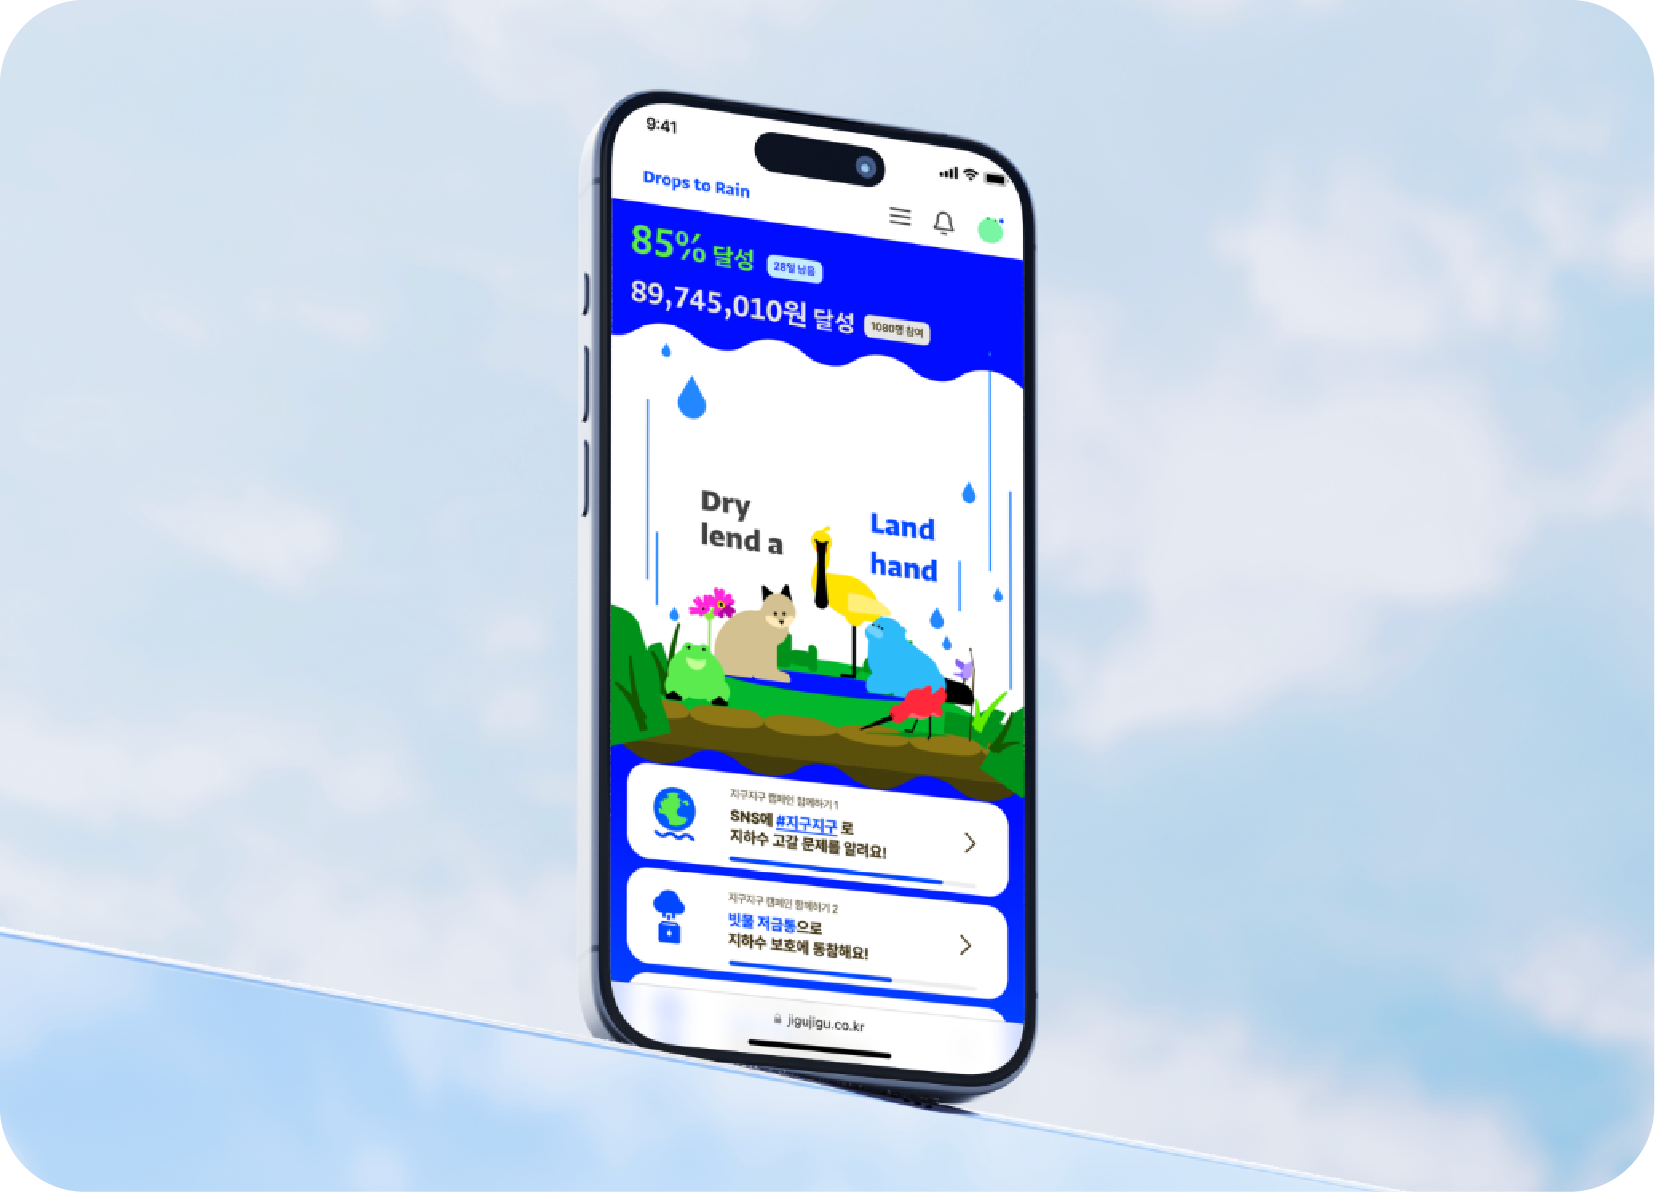 9:41
Drops to Rain
85% 달성
28일 남음
89,745,010원 달성
1080명 참여
Dry
lend a
Land
hand
지구지구 캠페인 함께하기 1
SNS에 #지구지구 로
지하수 고갈 문제를 알려요!
지구지구 캠페인 함께하기 2
빗물 저금통으로
지하수 보호에 동참해요!
jigujigu.co.kr